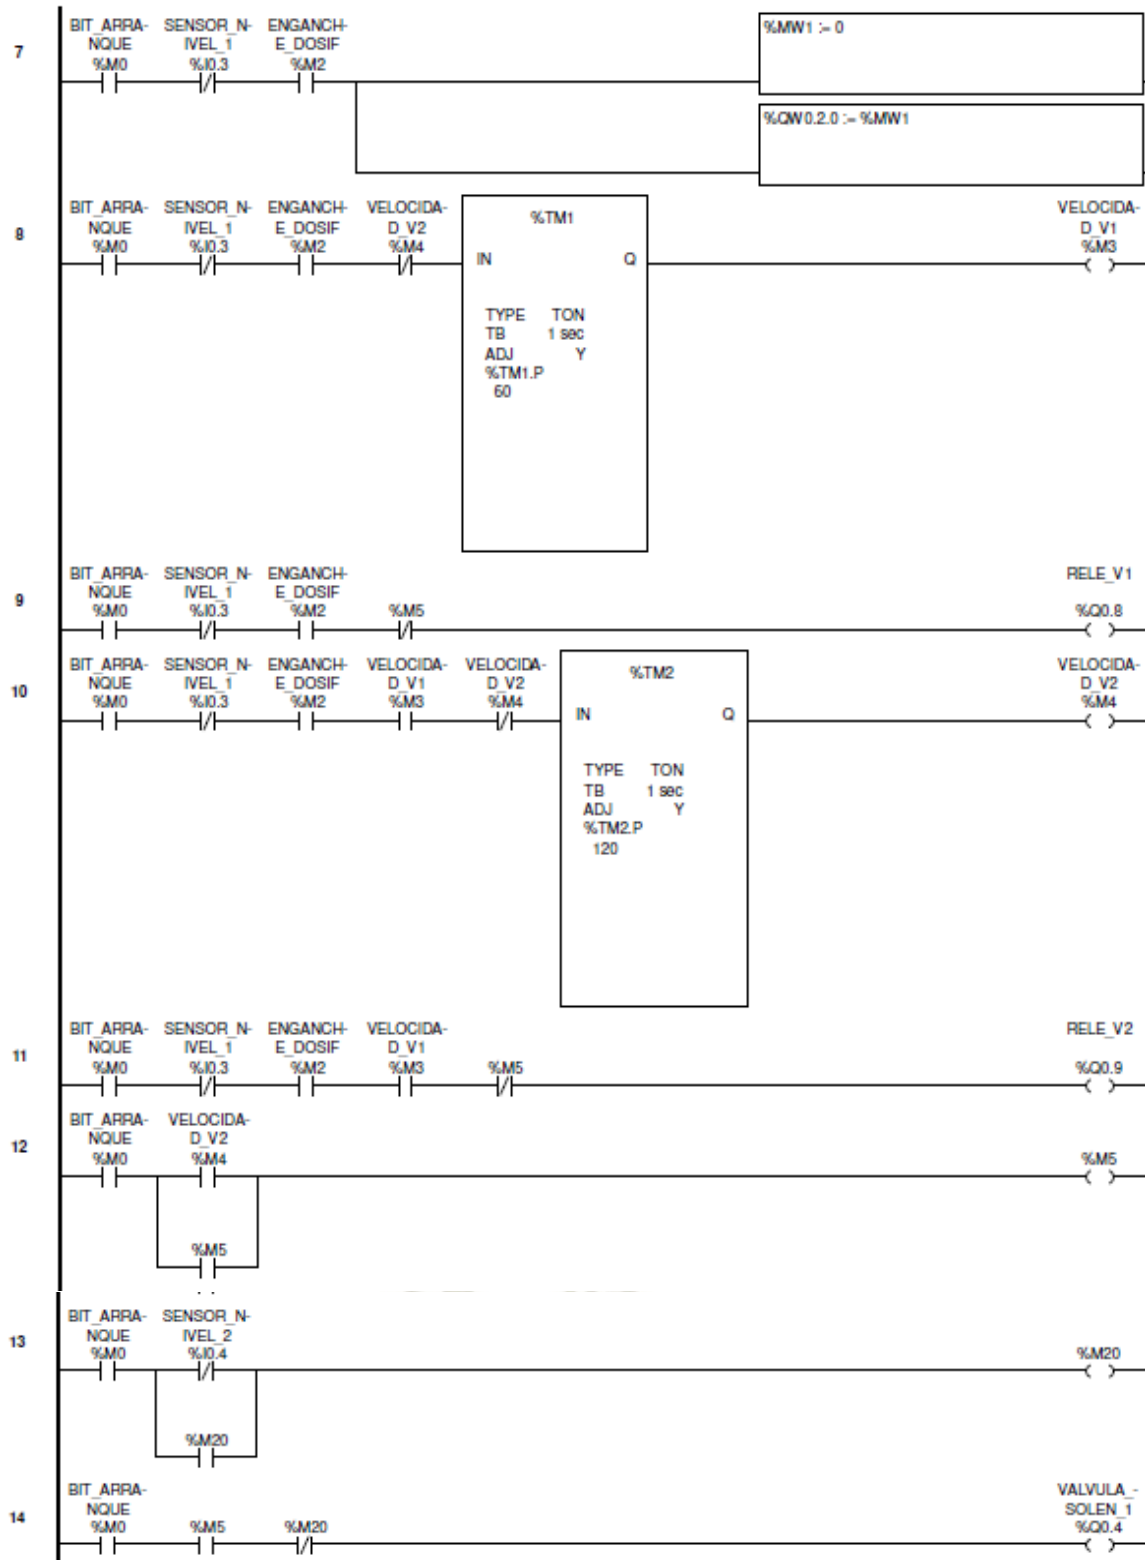 BIT_ARRA- SENSOR_N- ENGANCH-
7 NQUE IVEL_1 E_DOSIF
%M0 %I0.3 %M2
%MW1 := 0
%QW0.2.0 := %MW1
BIT_ARRA- SENSOR_N- ENGANCH- VELOCIDA- VELOCIDA-
8 NQUE IVEL_1 E_DOSIF D_V2 D_V1
%M0 %I0.3 %M2 %M4 %M3
%TM1
IN Q
TYPE TON
TB 1 sec
ADJ Y
%TM1.P
60
BIT_ARRA- SENSOR_N- ENGANCH- RELE_V1
9 NQUE IVEL_1 E_DOSIF
%M0 %I0.3 %M2 %M5 %Q0.8
BIT_ARRA- SENSOR_N- ENGANCH- VELOCIDA- VELOCIDA- VELOCIDA-
10 NQUE IVEL_1 E_DOSIF D_V1 D_V2 D_V2
%M0 %I0.3 %M2 %M3 %M4 %M4
%TM2
IN Q
TYPE TON
TB 1 sec
ADJ Y
%TM2.P
120
BIT_ARRA- SENSOR_N- ENGANCH- VELOCIDA- RELE_V2
11 NQUE IVEL_1 E_DOSIF D_V1
%M0 %I0.3 %M2 %M3 %M5 %Q0.9
BIT_ARRA- VELOCIDA-
12 NQUE D_V2
%M0 %M4 %M5
%M5
BIT_ARRA- SENSOR_N-
13 NQUE IVEL_2
%M0 %I0.4 %M20
%M20
BIT_ARRA- VALVULA_-
14 NQUE SOLEN_1
%M0 %M5 %M20 %Q0.4